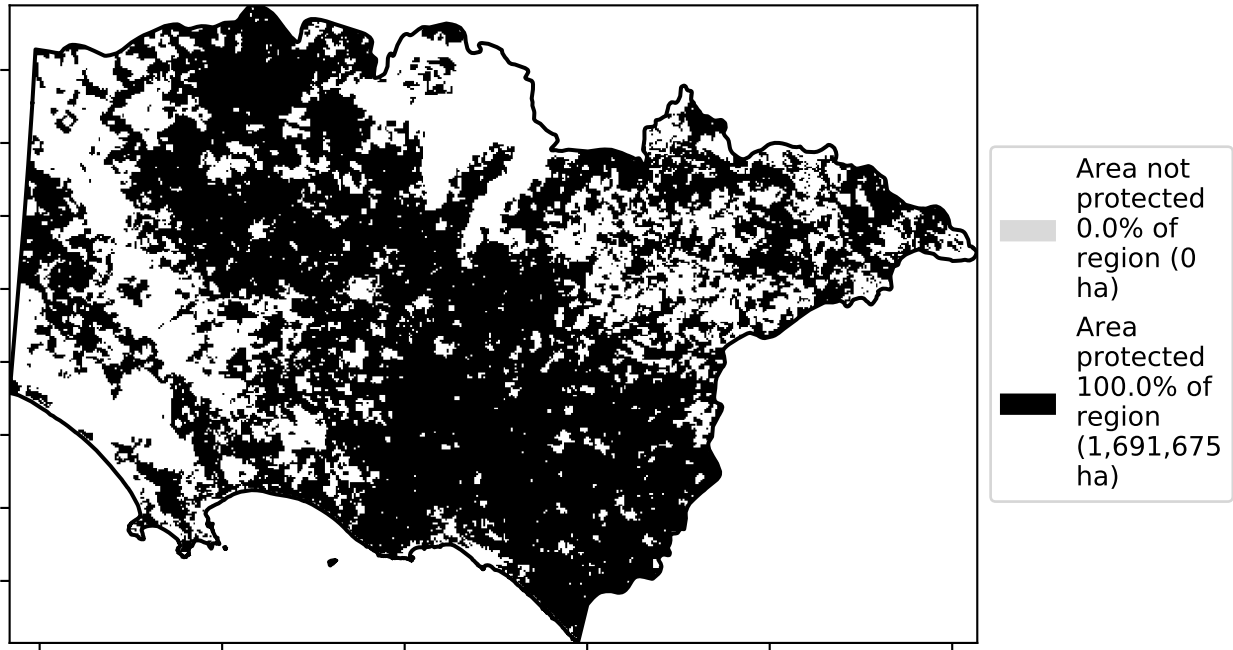 Area not
protected
0.0% of
region (0
ha)
Area
protected
100.0% of
region
(1,691,675
ha)